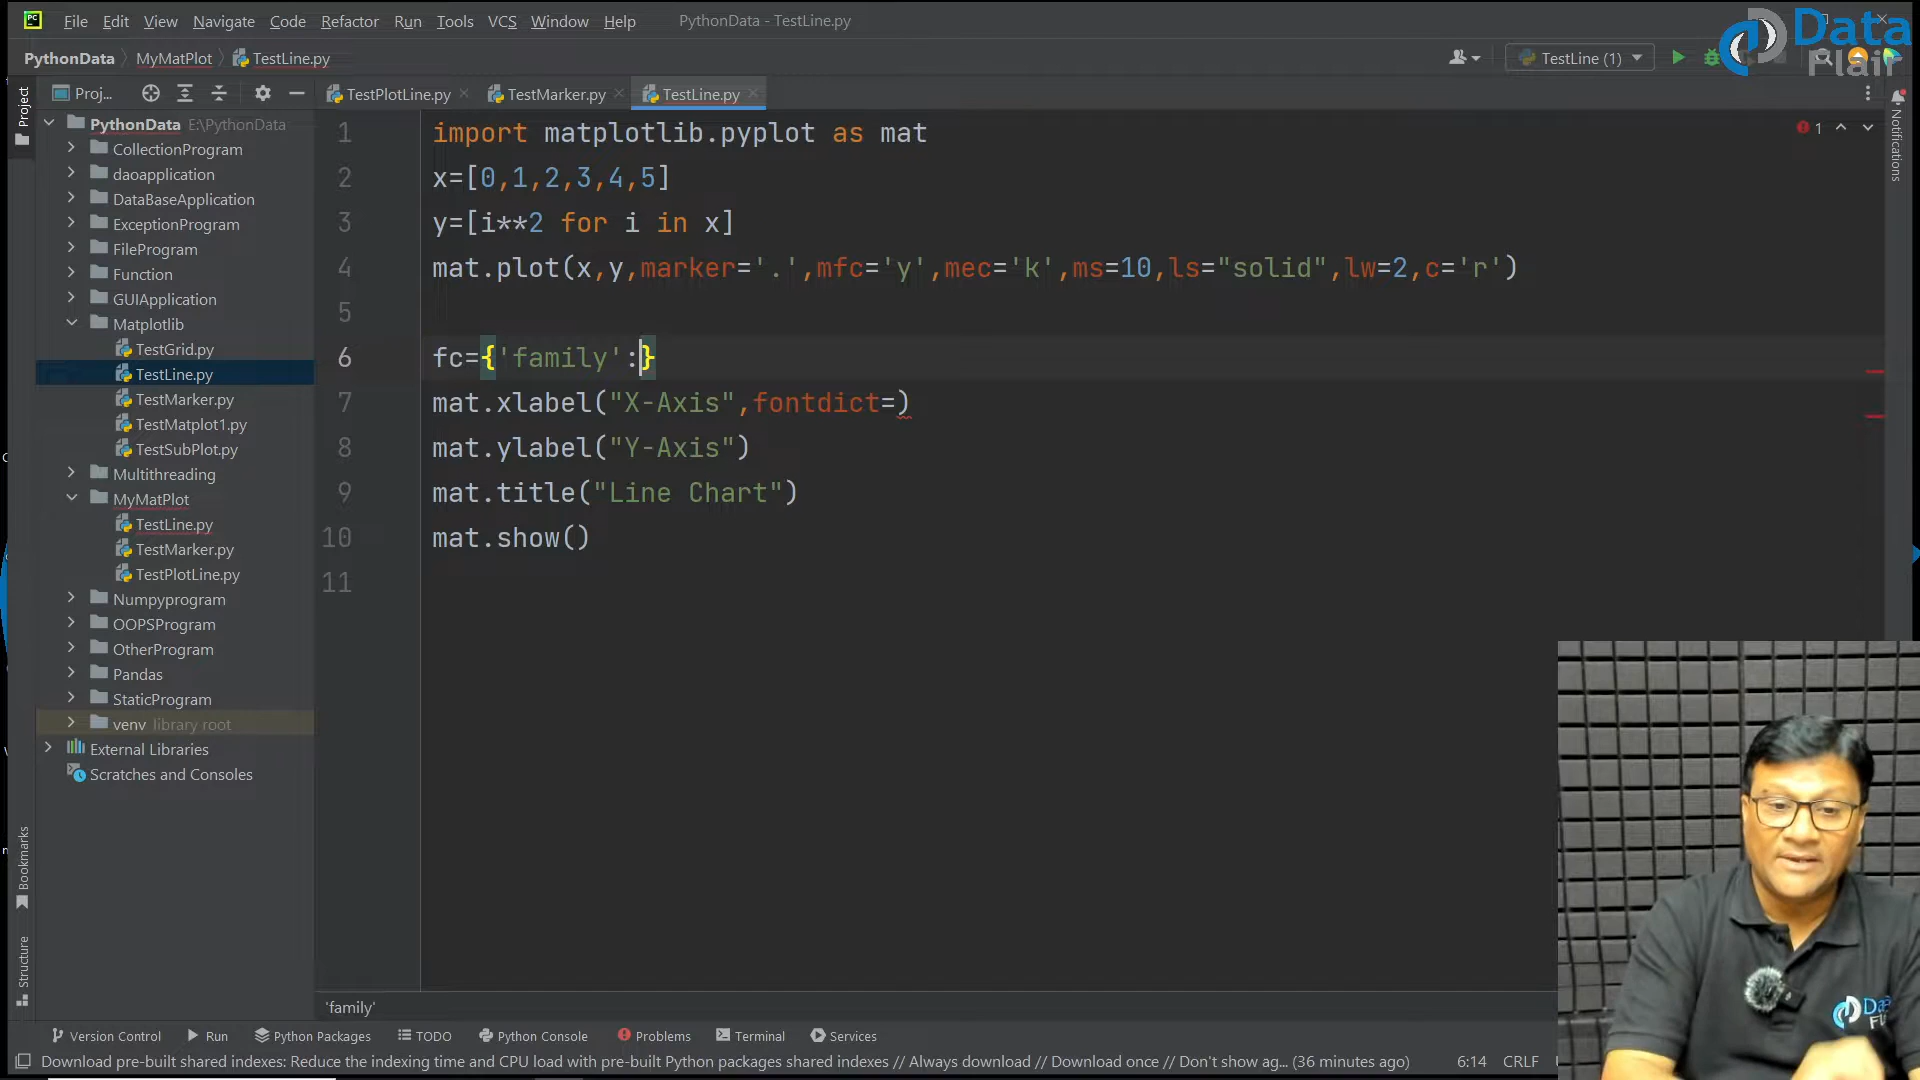 File Edit View Navigate Code Refactor Run Tools VCS Window Help PythonData - TestLine.py
Data
Flair
PythonData MyMatPlot TestLine.py TestLine (1)
Project
Proj... TestPlotLine.py TestMarker.py TestLine.py
Notifications
PythonData E:\PythonData
CollectionProgram
daoapplication
DataBaseApplication
ExceptionProgram
FileProgram
Function
GUIApplication
Matplotlib
TestGrid.py
TestLine.py
TestMarker.py
TestMatplot1.py
TestSubPlot.py
Multithreading
MyMatPlot
TestLine.py
TestMarker.py
TestPlotLine.py
Numpyprogram
OOPSProgram
OtherProgram
Pandas
StaticProgram
venv library root
External Libraries
Scratches and Consoles
1 import matplotlib.pyplot as mat
1
2 x=[0,1,2,3,4,5]
3 y=[i**2 for i in x]
4 mat.plot(x,y,marker='.',mfc='y',mec='k',ms=10,ls="solid",lw=2,c='r')
5
6 fc={'family':}
7 mat.xlabel("X-Axis",fontdict=)
8 mat.ylabel("Y-Axis")
9 mat.title("Line Chart")
10 mat.show()
11
Bookmarks
Structure
'family'
Version Control Run Python Packages TODO Python Console Problems Terminal Services
Download pre-built shared indexes: Reduce the indexing time and CPU load with pre-built Python packages shared indexes // Always download // Download once // Don't show ag... (36 minutes ago) 6:14 CRLF